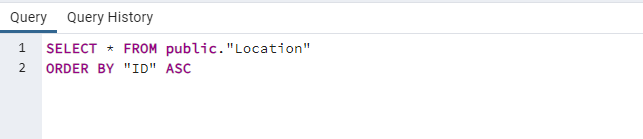 Query Query History
1 SELECT * FROM public."Location"
2 ORDER BY "ID" ASC